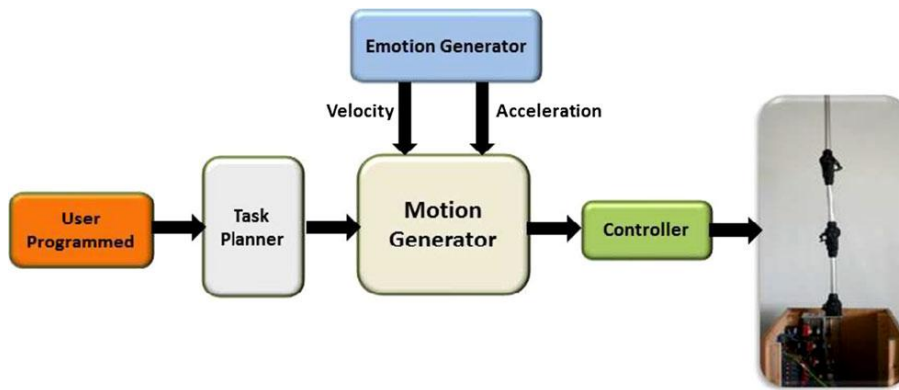 Emotion Generator
Velocity
Acceleration
User
Programmed
Task
Planner
Motion
Generator
Controller